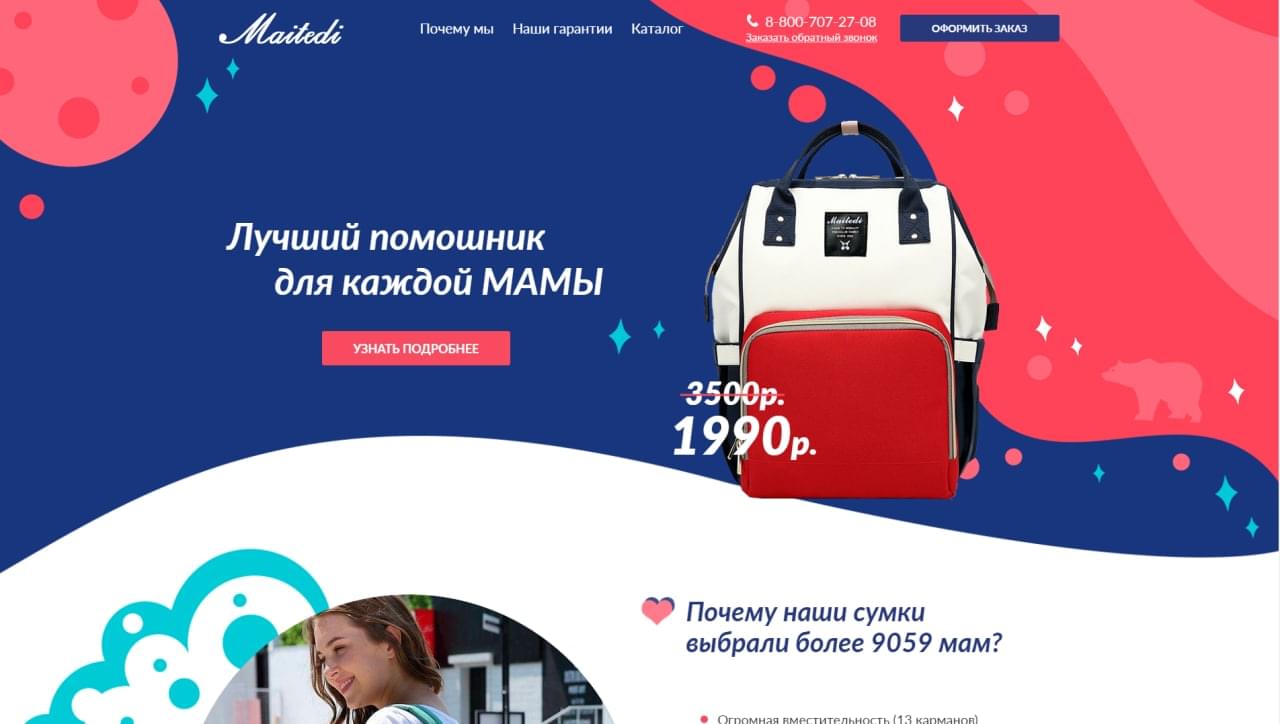 Maitedi
Почему мы
Наши гарантии
Каталог
8-800-707-27-08
Заказать обратный звонок
ОФОРМИТЬ ЗАКАЗ
Лучший помошник
для каждой МАМЫ
УЗНАТЬ ПОДРОБНЕЕ
Maitedi
3500р.
1990р.
Почему наши сумки
выбрали более 9059 мам?
Огромная вместительность (13 карманов)